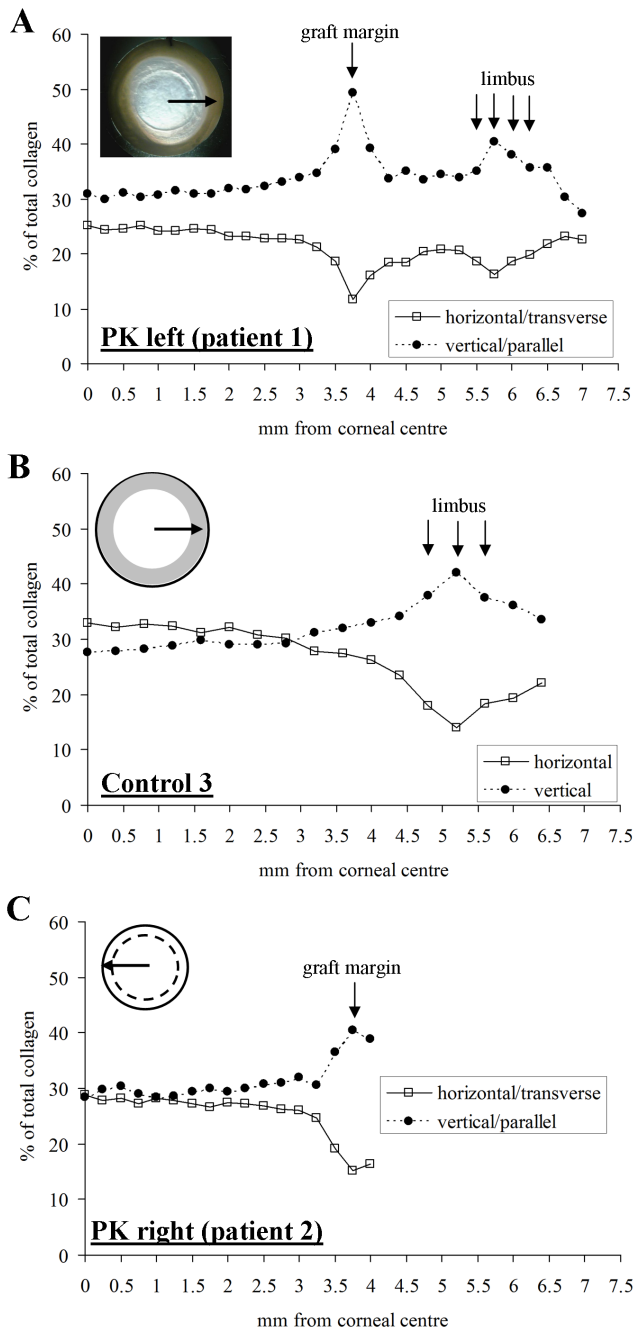 A
graft margin
limbus
60
50
40
30
20
10
0
% of total collagen
horizontal/transverse
vertical/parallel
PK left (patient 1)
0 0.5 1 1.5 2 2.5 3 3.5 4 4.5 5 5.5 6 6.5 7 7.5
mm from corneal centre
B
limbus
60
50
40
30
20
10
0
% of total collagen
horizontal
vertical
Control 3
0 0.5 1 1.5 2 2.5 3 3.5 4 4.5 5 5.5 6 6.5 7 7.5
mm from corneal centre
C
graft margin
60
50
40
30
20
10
0
% of total collagen
horizontal/transverse
vertical/parallel
PK right (patient 2)
0 0.5 1 1.5 2 2.5 3 3.5 4 4.5 5 5.5 6 6.5 7 7.5
mm from corneal centre